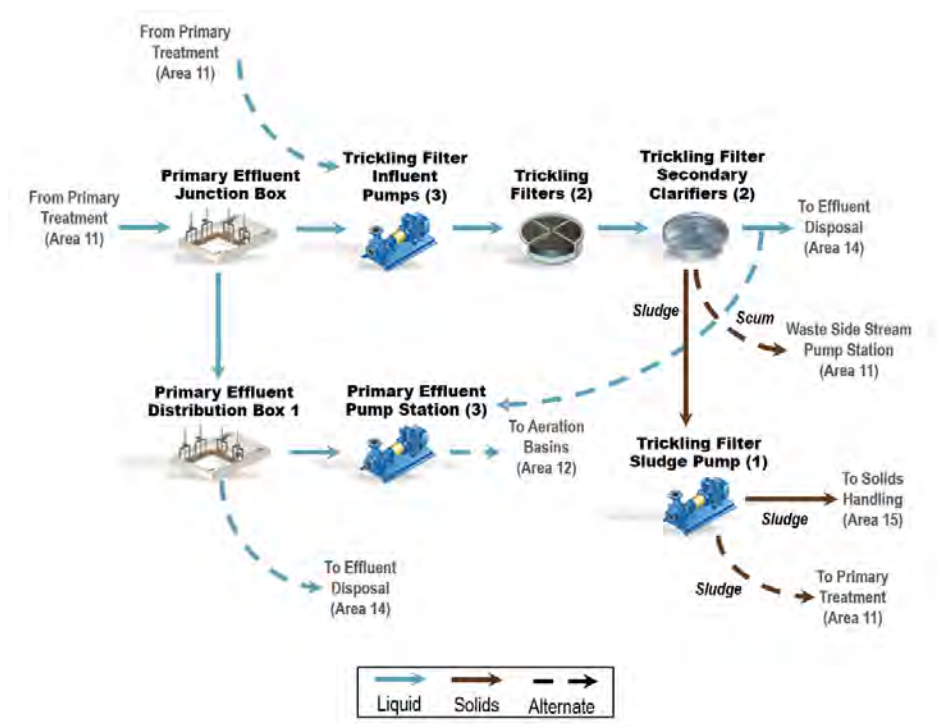 From Primary
Treatment
(Area 11)
Primary Effluent
Junction Box
Trickling Filter
Influent
Pumps (3)
Trickling
Filters (2)
Trickling Filter
Secondary
Clarifiers (2)
From Primary
Treatment
(Area 11)
To Effluent
Disposal
(Area 14)
Sludge
Scum
Waste Side Stream
Pump Station
(Area 11)
Primary Effluent
Distribution Box 1
Primary Effluent
Pump Station (3)
To Aeration
Basins
(Area 12)
Trickling Filter
Sludge Pump (1)
To Solids
Handling
(Area 15)
Sludge
To Effluent
Disposal
(Area 14)
Sludge
To Primary
Treatment
(Area 11)
Liquid
Solids
Alternate